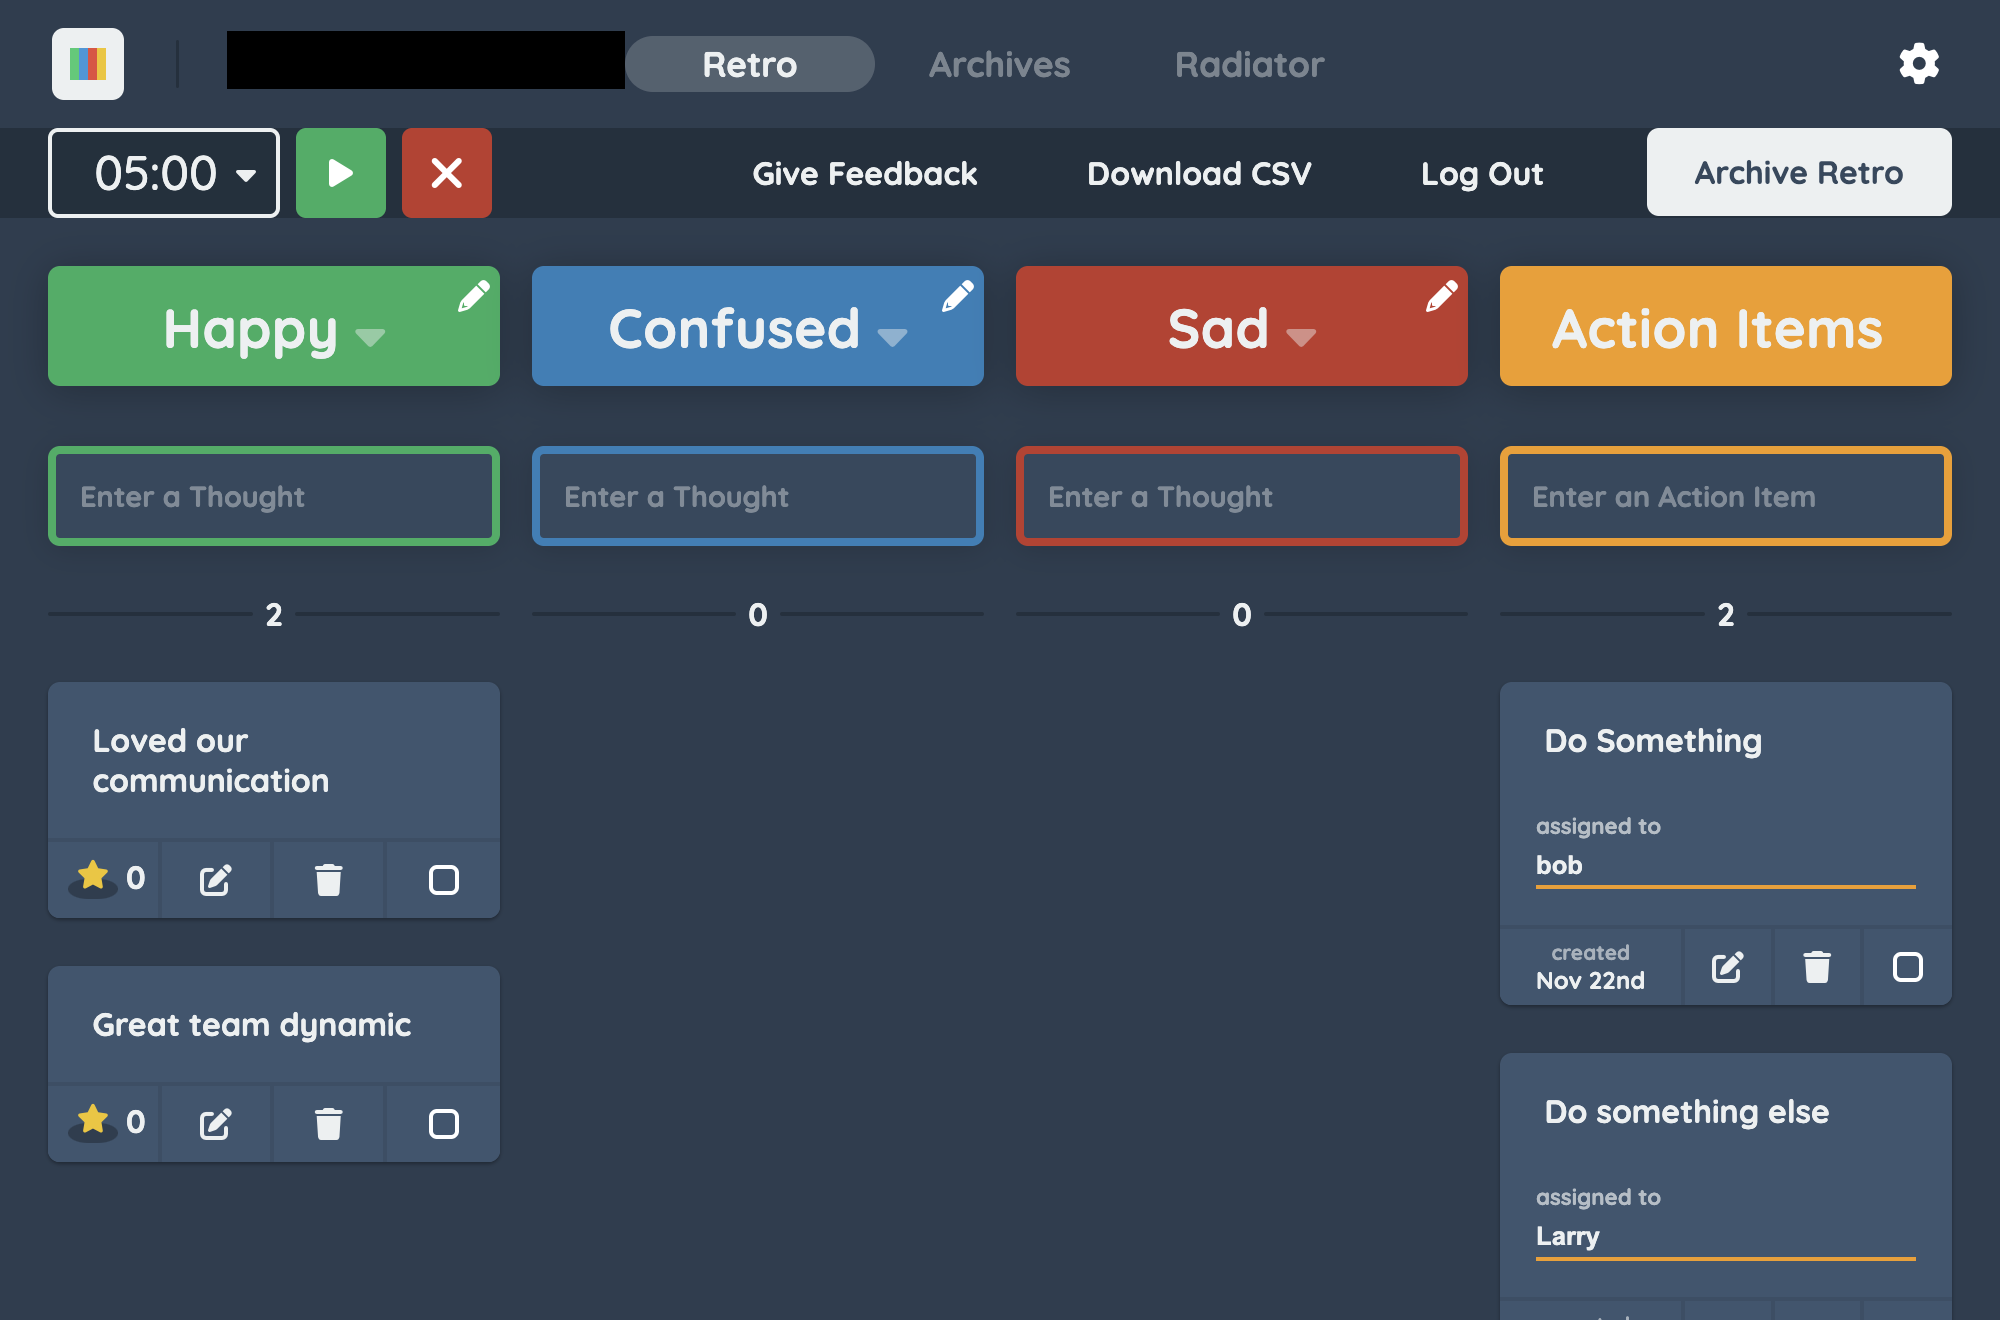 Retro
Archives
Radiator
05:00
Give Feedback
Download CSV
Log Out
Archive Retro
Happy
Confused
Sad
Action Items
Enter a Thought
Enter a Thought
Enter a Thought
Enter an Action Item
2
0
0
2
Loved our
communication
0
Great team dynamic
0
Do Something
assigned to
bob
created
Nov 22nd
Do something else
assigned to
Larry